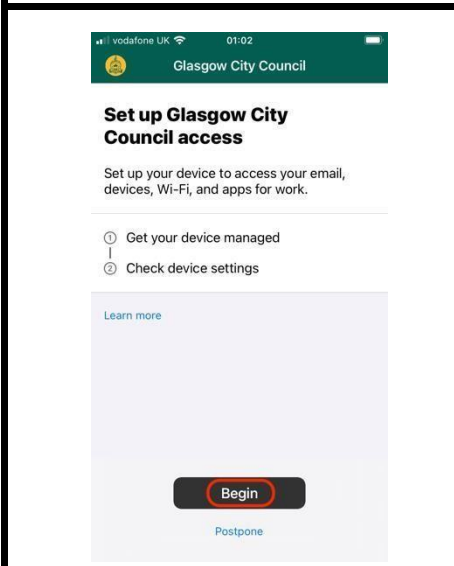 vodafone UK 01:02
Glasgow City Council
Set up Glasgow City
Council access
Set up your device to access your email,
devices, Wi-Fi, and apps for work.
1 Get your device managed
2 Check device settings
Learn more
Begin
Postpone